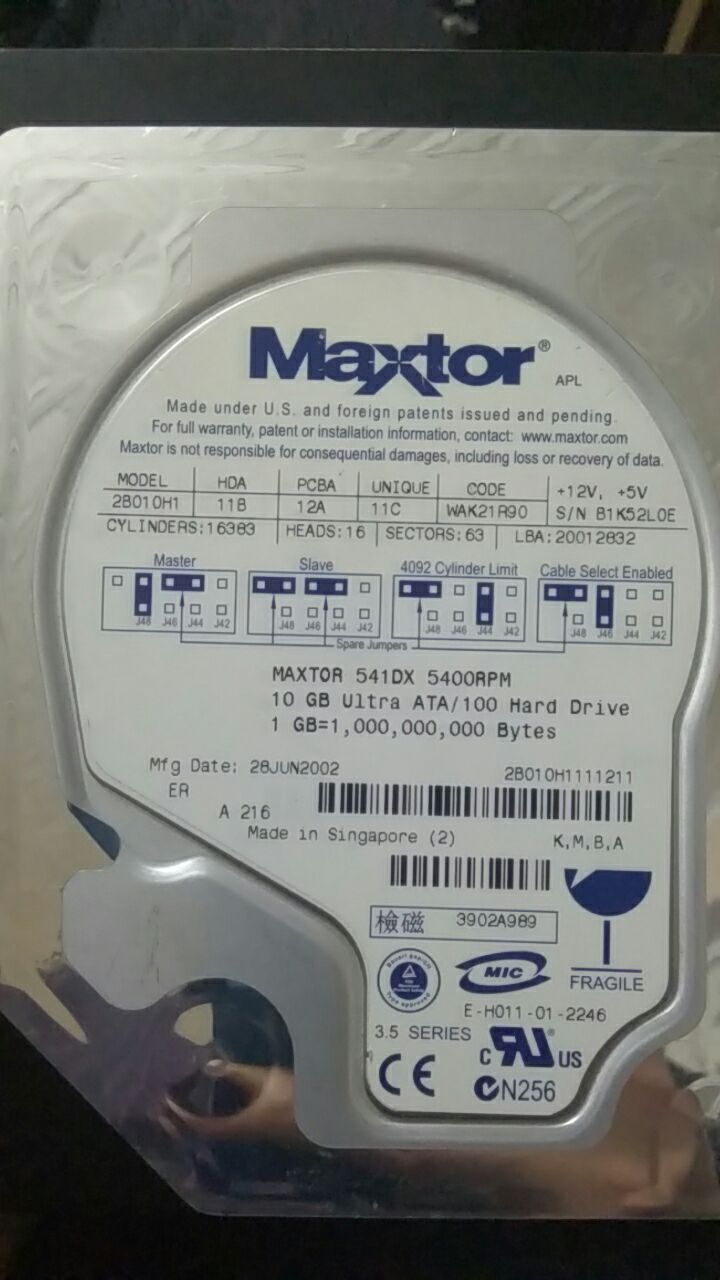 Maxtor®
APL
Made under U.S. and foreign patents issued and pending.
For full warranty, patent or installation information, contact: www.maxtor.com
Maxtor is not responsible for consequential damages, including loss or recovery of data.
MODEL HDA PCBA UNIQUE CODE +12V, +5V
2B010H1 11B 12A 11C WAK21R90 S/N B1K52L0E
CYLINDERS:16383 HEADS:16 SECTORS:63 LBA:20012832
Master Slave 4092 Cylinder Limit Cable Select Enabled
J48 J46 J44 J42 J48 J46 J44 J42 J48 J46 J44 J42 J48 J46 J44 J42
Spare Jumpers
MAXTOR 541DX 5400RPM
10 GB Ultra ATA/100 Hard Drive
1 GB=1,000,000,000 Bytes
Mfg Date: 28JUN2002 2B010H1111211
ER
A 216
Made in Singapore (2) K,M,B,A
檢磁 3902A989
MIC
FRAGILE
E-H011-01-2246
3.5 SERIES
c RU® US
CE
N256